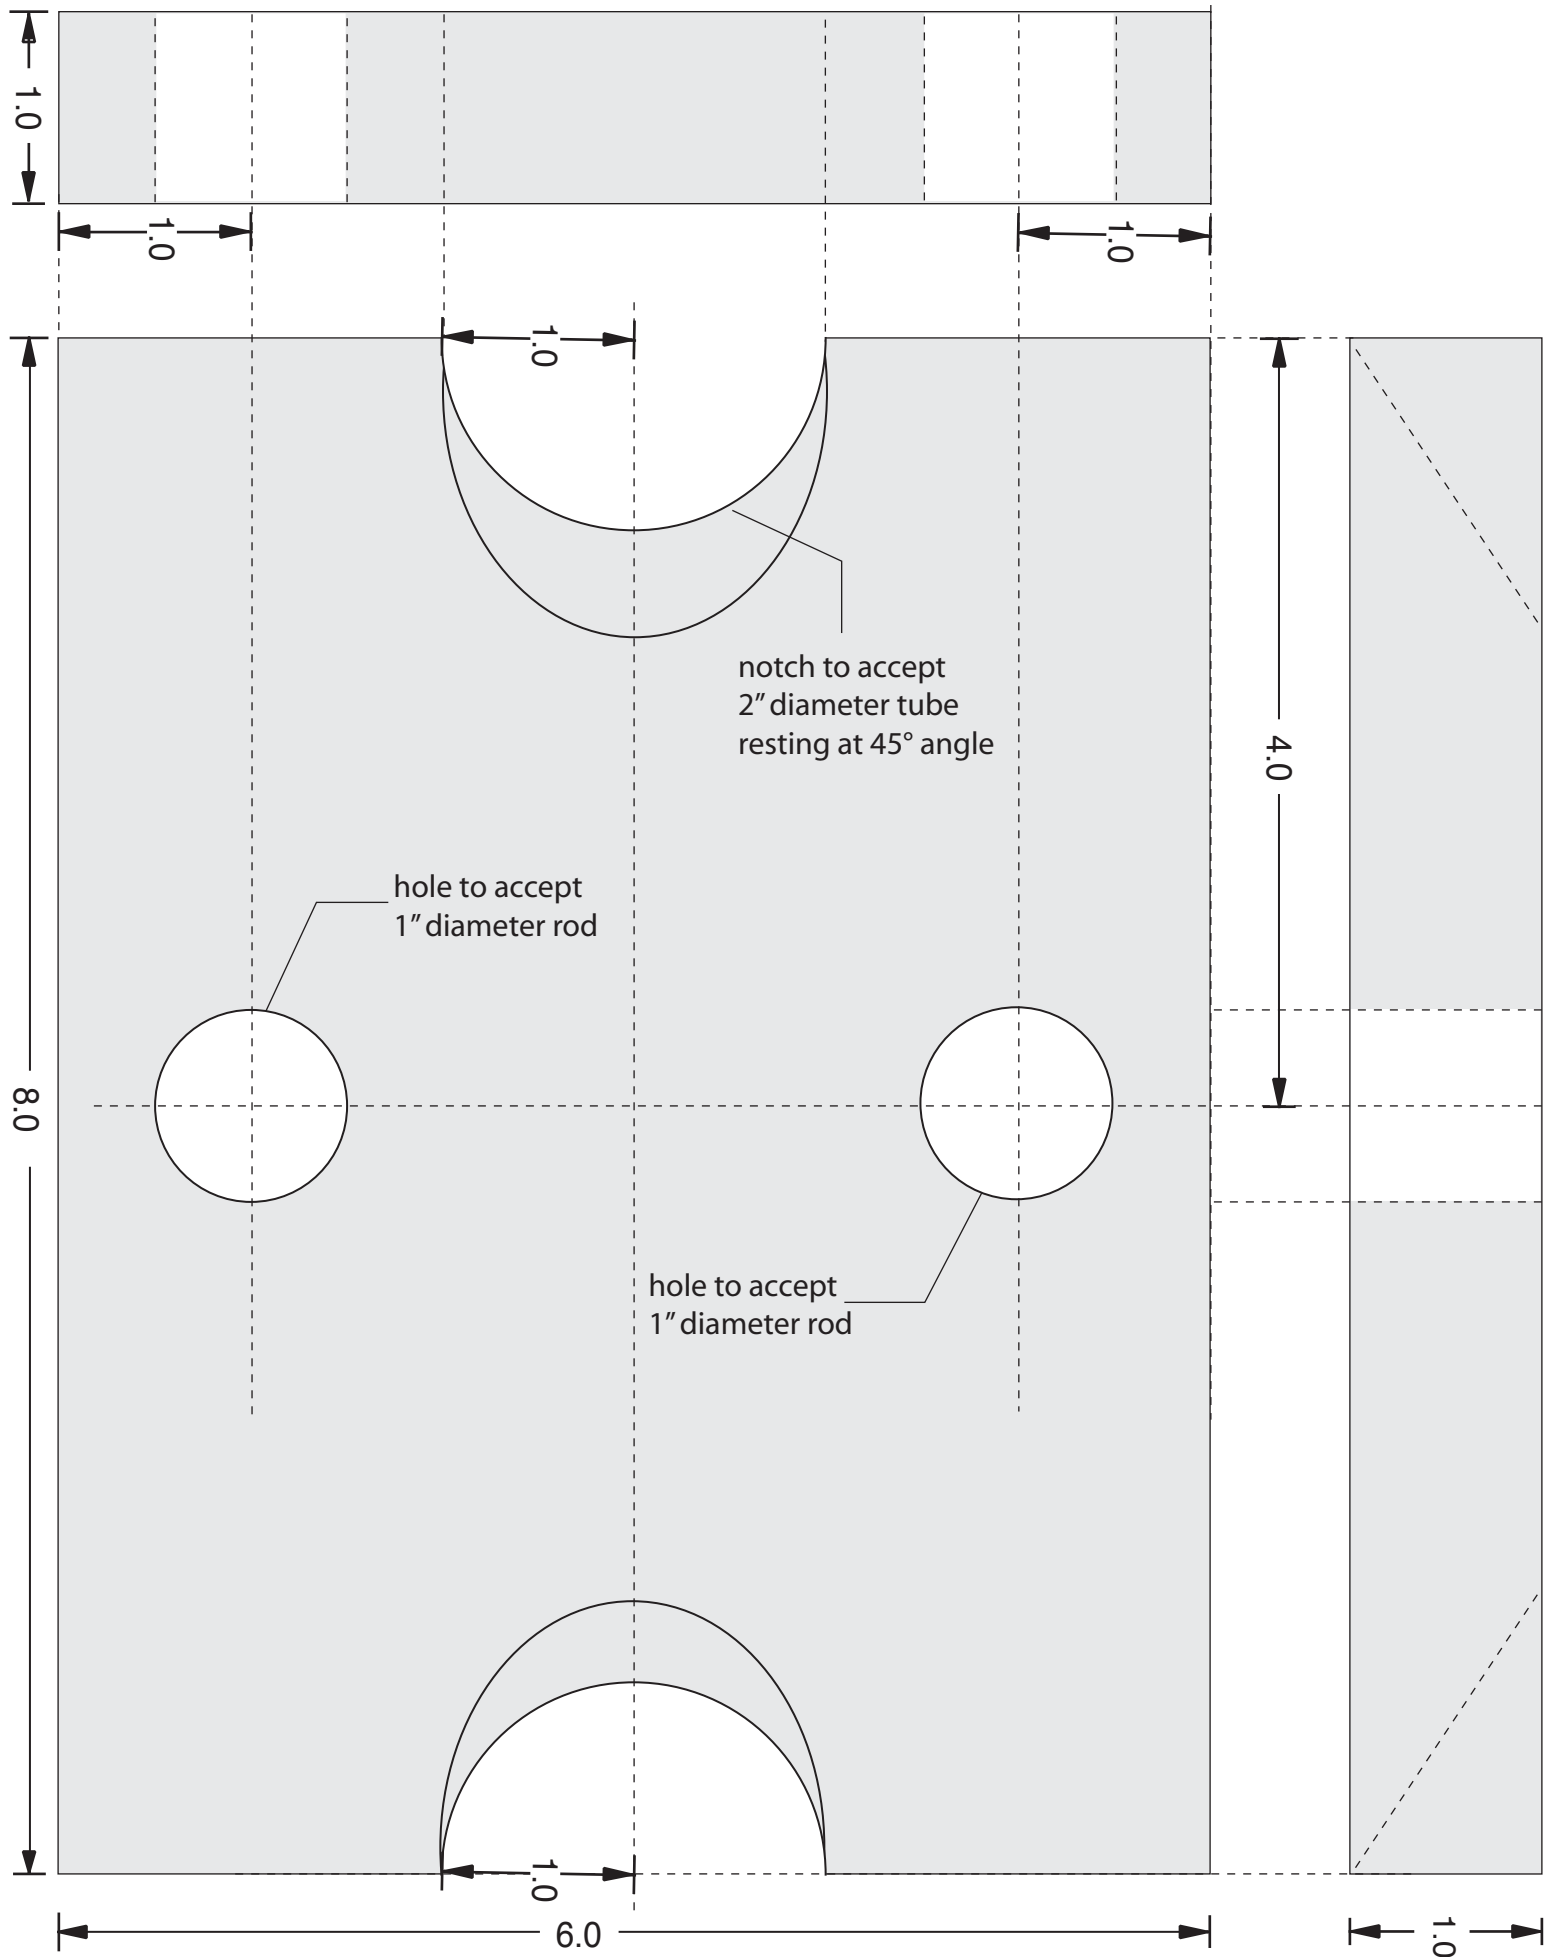 1.0
1.0
1.0
1.0
notch to accept
2" diameter tube
resting at 45° angle
4.0
hole to accept
1" diameter rod
8.0
hole to accept
1" diameter rod
1.0
6.0
1.0